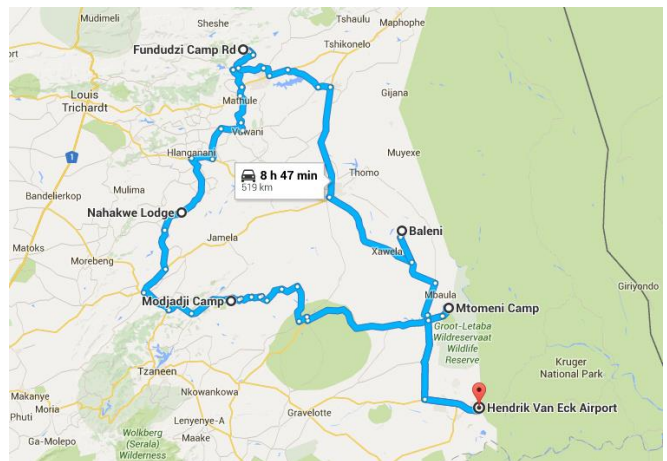 Mudimeli
Sheshe
Tshaulu
Maphophe
Fundudzi Camp Rd
Tshikonelo
ort
Louis
Trichardt
Mathule
Gijana
Vuwani
Hlanganani
Muyexe
1
8 h 47 min
519 km
Thomo
Bandelierkop
Mulima
Nahakwe Lodge
Baleni
Matoks
Jamela
Xawela
Morebeng
Giriyondo
Modjadji Camp
Mbaula
Mtomeni Camp
Groot-Letaba
Wildreservaat
Wildlife
Reserve
Tzaneen
Kruger
National Park
Makanye
Nkowankowa
Moria
Phuti
Gravelotte
Hendrik Van Eck Airport
Lenyenye-A
Maake
Ga-Molepo
Wolkberg
(Serala)
Wilderness